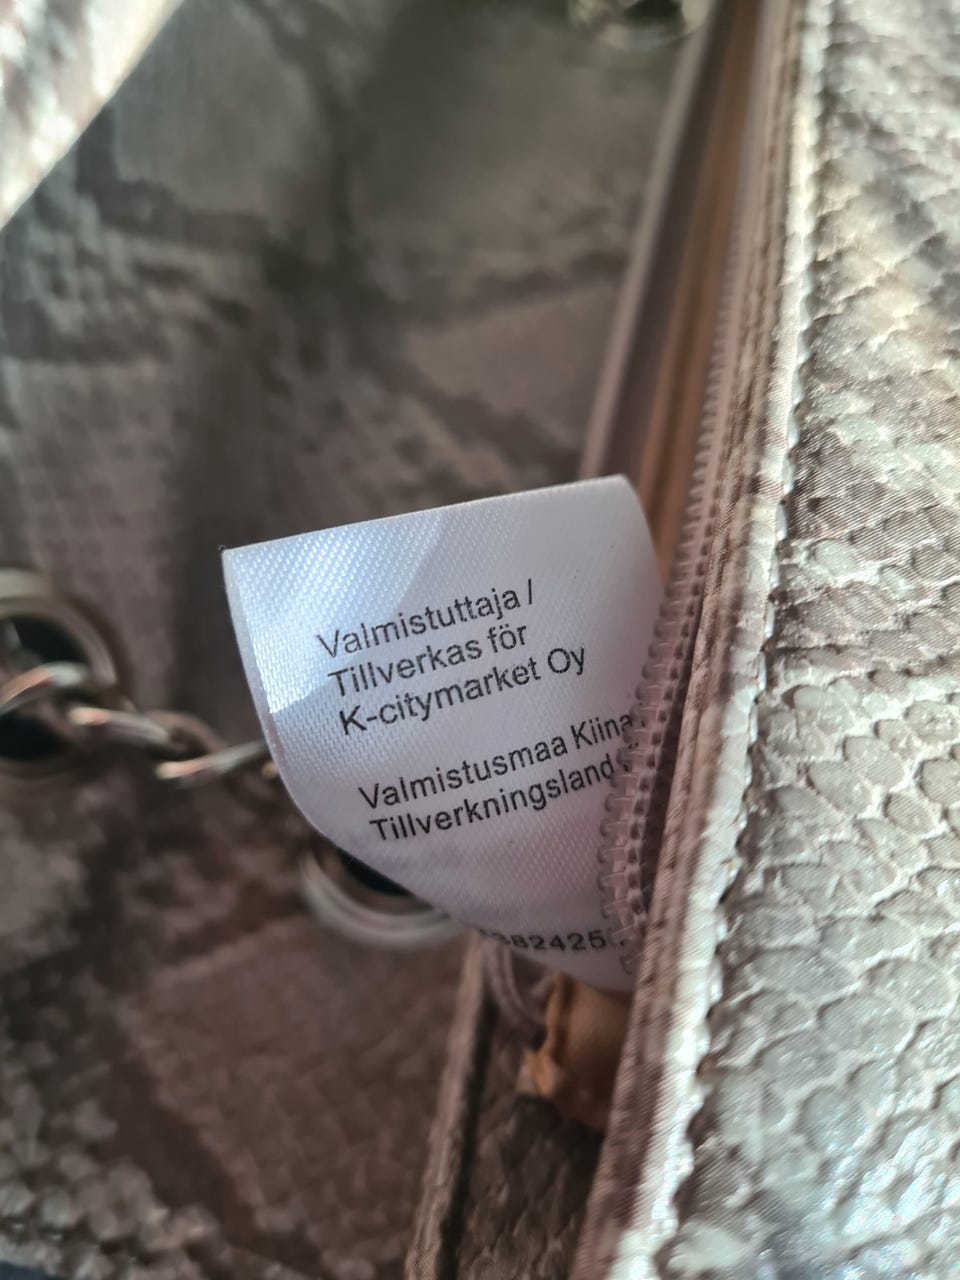 Valmistuttaja /
Tillverkas för
K-citymarket Oy
Valmistusmaa Kiina
Tillverkningsland